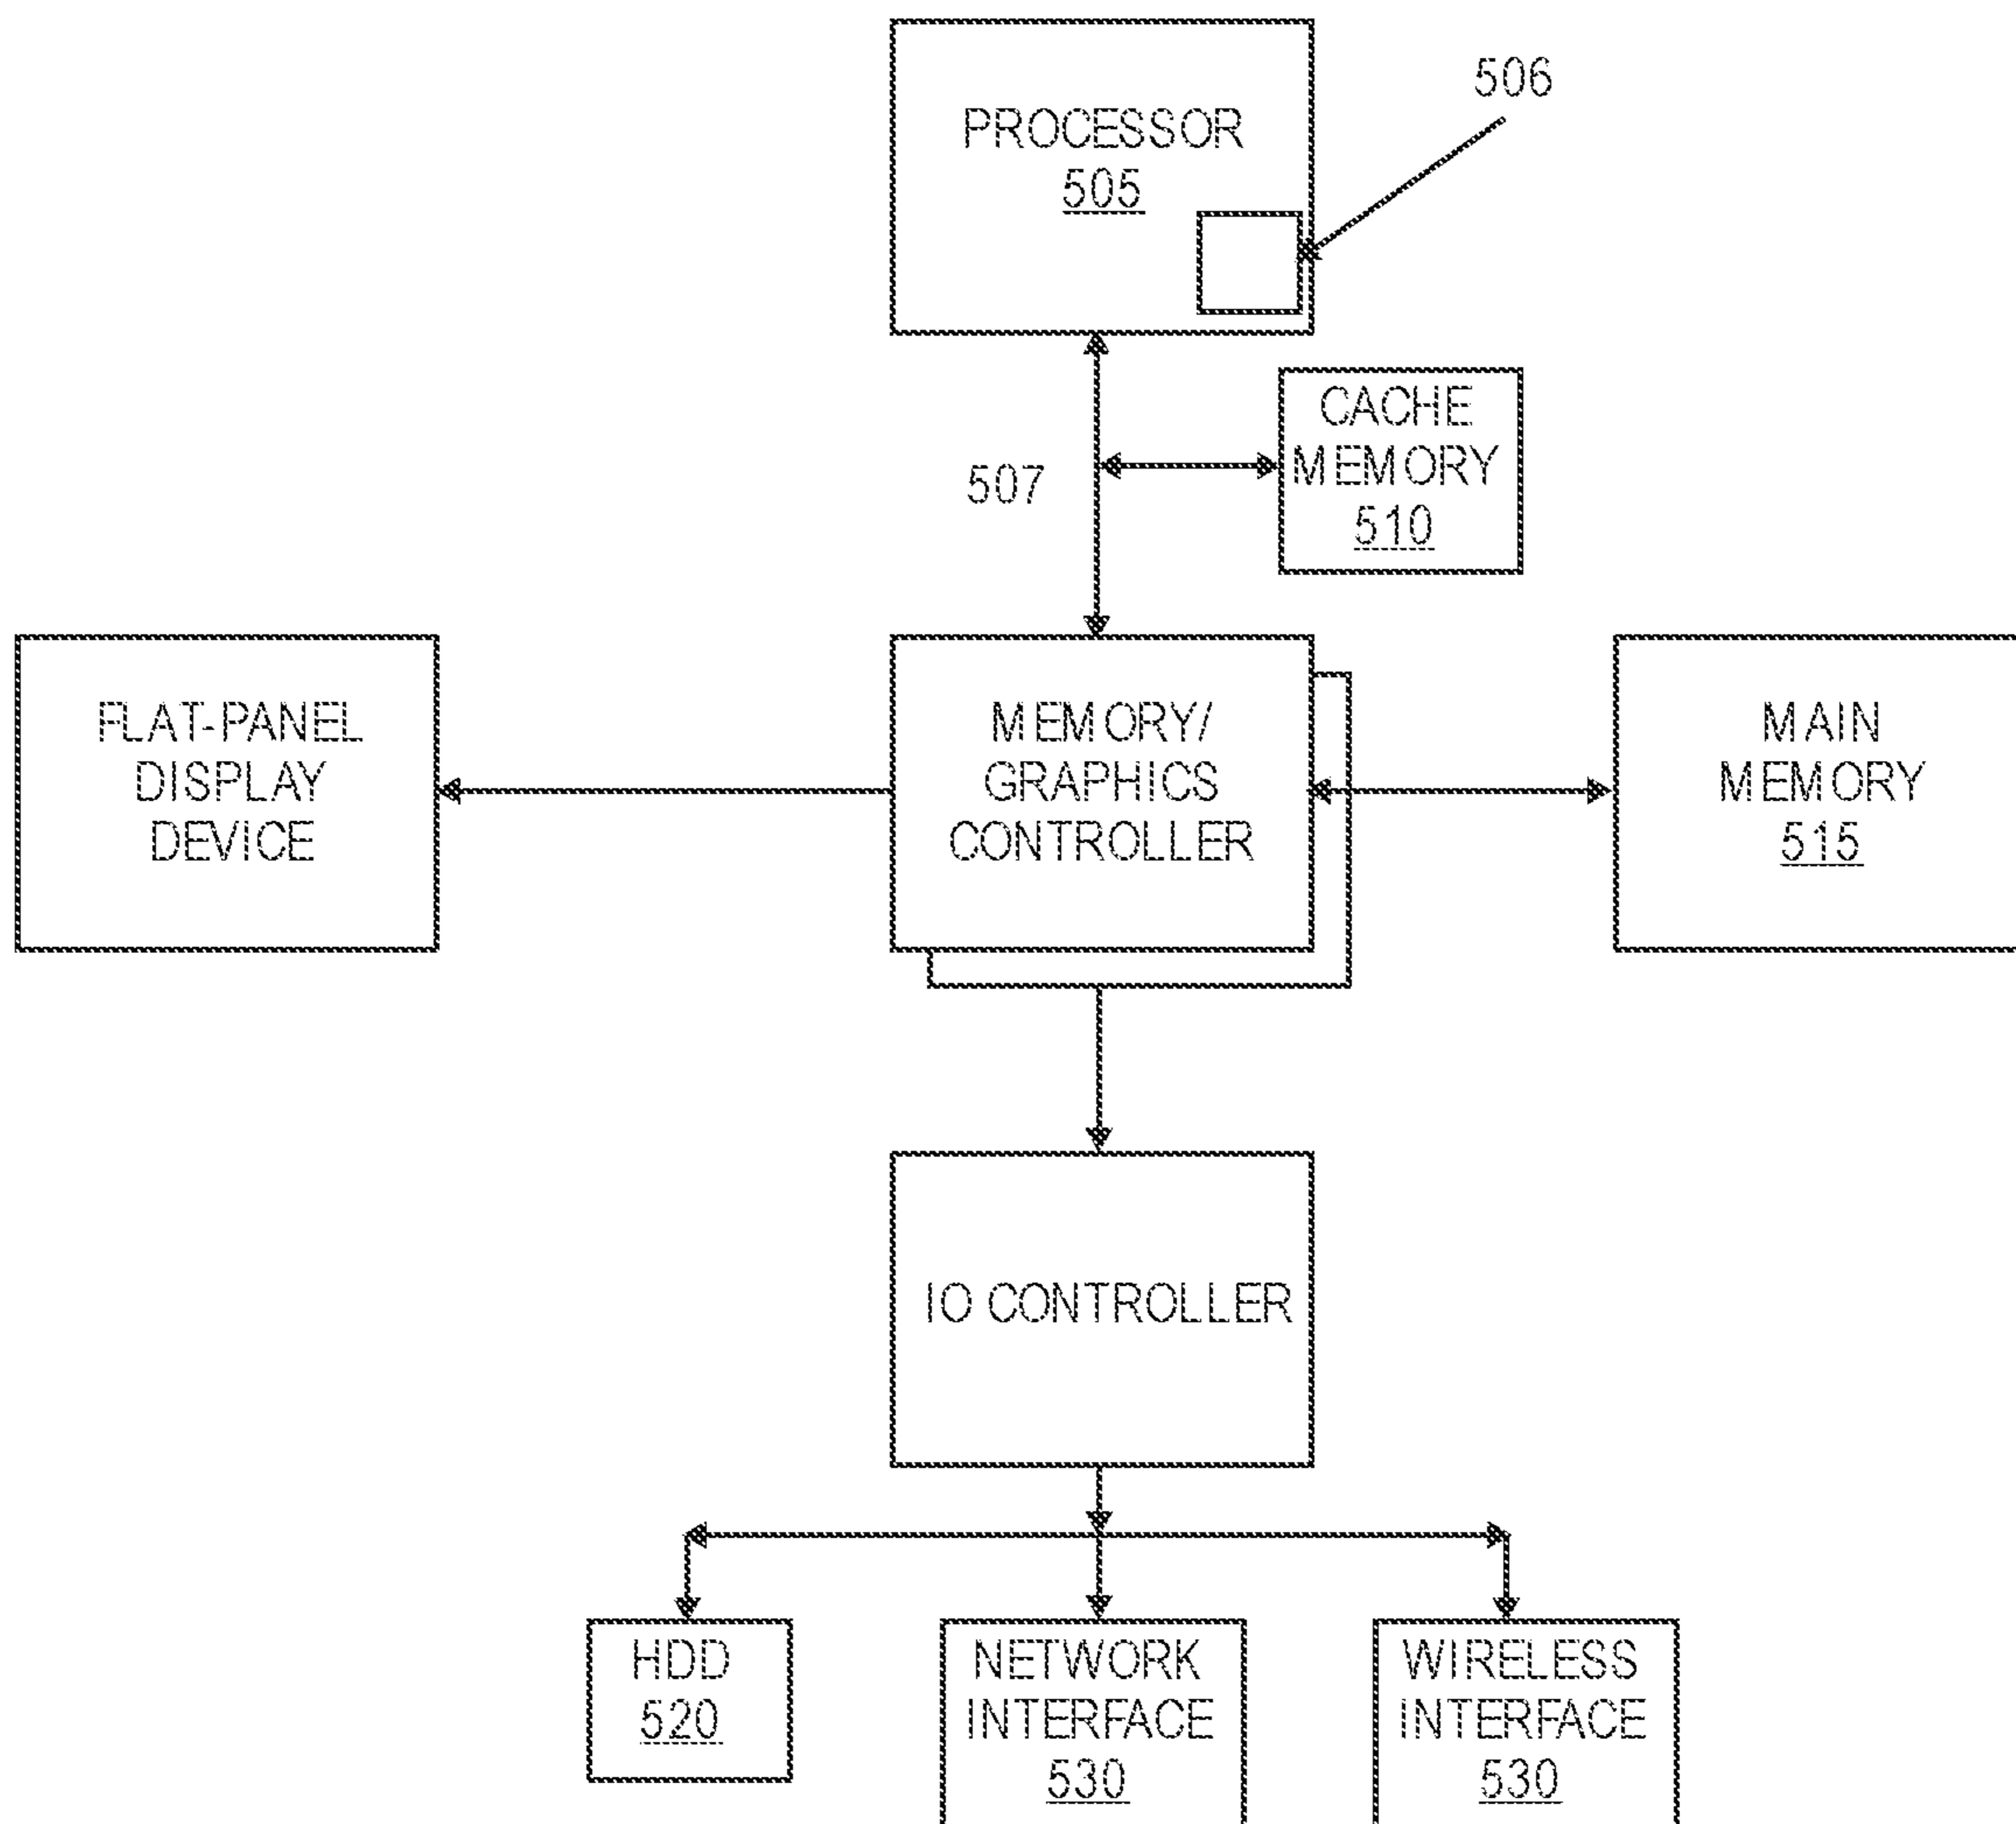 PROCESSOR
505
506
CACHE
MEMORY
510
507
FLAT-PANEL
DISPLAY
DEVICE
MEMORY/
GRAPHICS
CONTROLLER
MAIN
MEMORY
515
IO CONTROLLER
HDD
520
NETWORK
INTERFACE
530
WIRELESS
INTERFACE
530